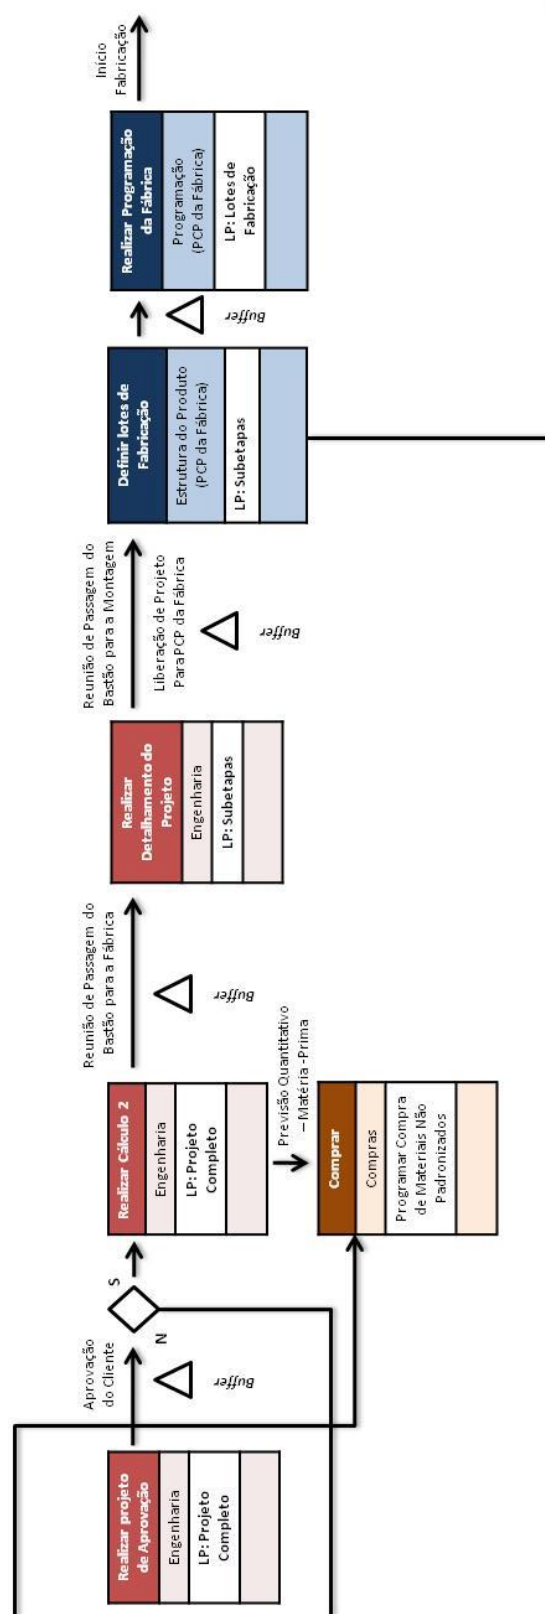 Realizar projeto
de Aprovação
Engenharia
LP: Projeto
Completo
Aprovação
do Cliente
Buffer
S
N
Realizar Cálculo 2
Engenharia
LP: Projeto
Completo
Previsão Quantitativo
– Matéria -Prima
Comprar
Compras
Programar Compra
de Materiais Não
Padronizados
Reunião de Passagem do
Bastão para a Fábrica
Buffer
Realizar
Detalhamento do
Projeto
Engenharia
LP: Subetapas
Reunião de Passagem do
Bastão para a Montagem
Liberação de Projeto
Para PCP da Fábrica
Buffer
Definir lotes de
Fabricação
Estrutura do Produto
(PCP da Fábrica)
LP: Subetapas
Buffer
Realizar Programação
da Fábrica
Programação
(PCP da Fábrica)
LP: Lotes de
Fabricação
Início
Fabricação